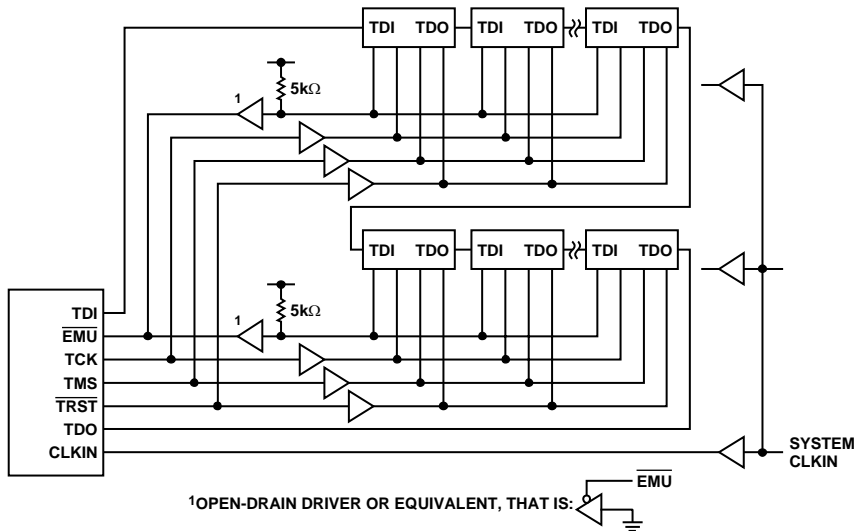 TDI TDO TDI TDO TDI TDO
5kΩ
1
TDI TDO TDI TDO TDI TDO
5kΩ
1
TDI
EMU
TCK
TMS
TRST
TDO
CLKIN
SYSTEM
CLKIN
EMU
1OPEN-DRAIN DRIVER OR EQUIVALENT, THAT IS: